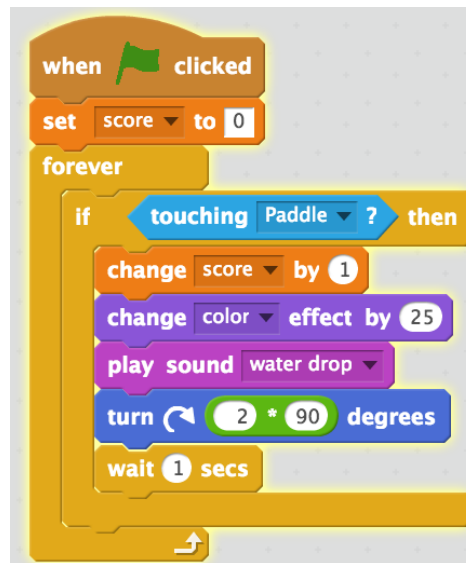 when clicked
set score to 0
forever
if touching Paddle ? then
change score by 1
change color effect by 25
play sound water drop
turn 2 * 90 degrees
wait 1 secs